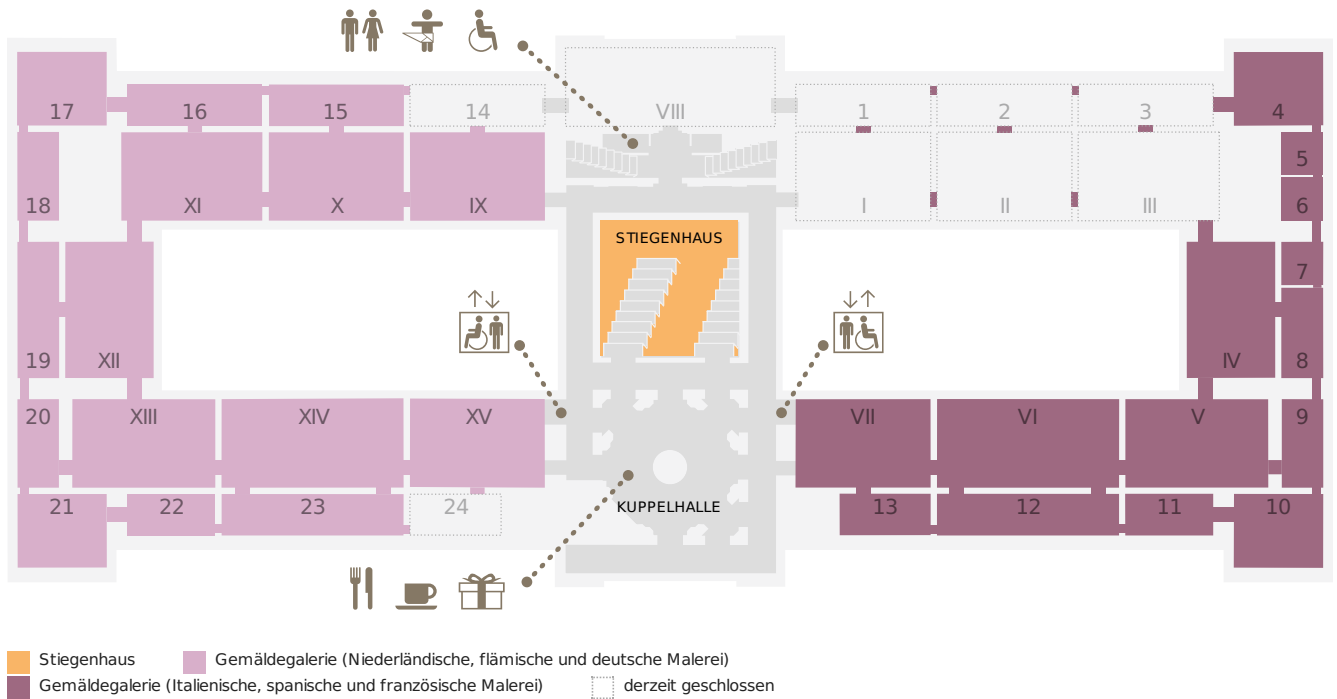 17 16 15 14 VIII 1 2 3 4
5
18 XI X IX I II III 6
STIEGENHAUS
7
19 XII IV 8
20 XIII XIV XV VII VI V 9
21 22 23 24 KUPPELHALLE 13 12 11 10
Stiegenhaus Gemäldegalerie (Niederländische, flämische und deutsche Malerei)
Gemäldegalerie (Italienische, spanische und französische Malerei) derzeit geschlossen